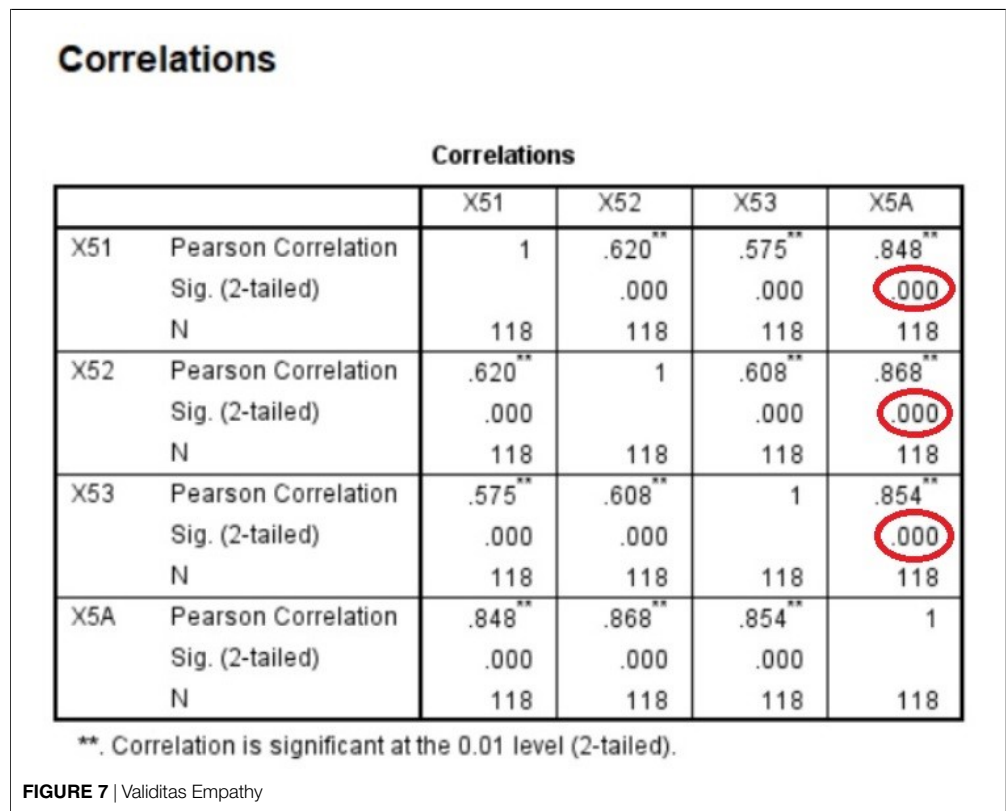 Correlations
Correlations
X51 X52 X53 X5A
X51 Pearson Correlation 1 .620** .575** .848**
Sig. (2-tailed) .000 .000 .000
N 118 118 118 118
X52 Pearson Correlation .620** 1 .608** .868**
Sig. (2-tailed) .000 .000 .000
N 118 118 118 118
X53 Pearson Correlation .575** .608** 1 .854**
Sig. (2-tailed) .000 .000 .000
N 118 118 118 118
X5A Pearson Correlation .848** .868** .854** 1
Sig. (2-tailed) .000 .000 .000
N 118 118 118 118
**. Correlation is significant at the 0.01 level (2-tailed).
FIGURE 7 | Validitas Empathy